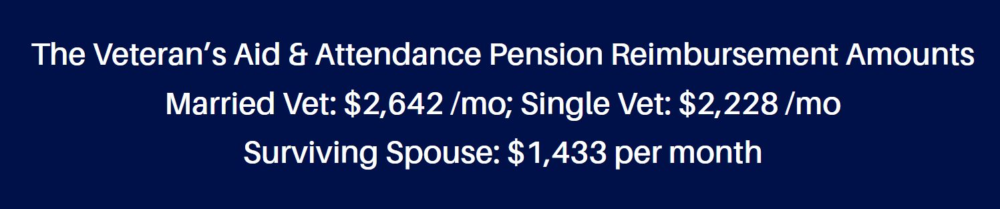 The Veteran’s Aid & Attendance Pension Reimbursement Amounts
Married Vet: $2,642 /mo; Single Vet: $2,228 /mo
Surviving Spouse: $1,433 per month